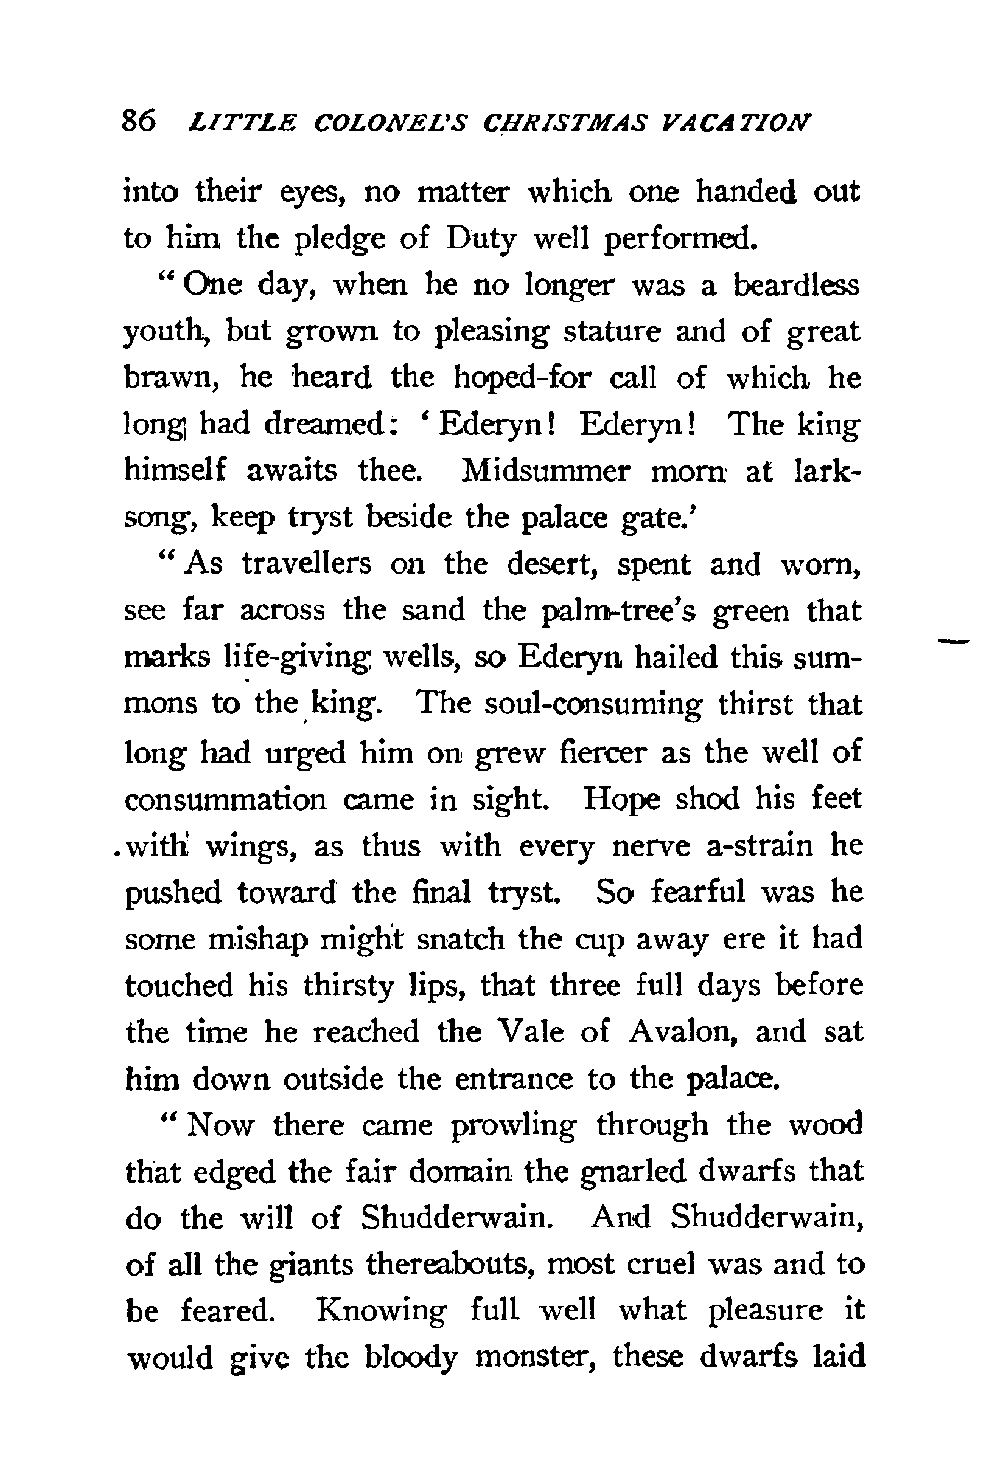 86 LITTLE COLONEL'S CHRISTMAS VACATION
into their eyes, no matter which one handed out
to him the pledge of Duty well performed.
" One day, when he no longer was a beardless
youth, but grown to pleasing stature and of great
brawn, he heard the hoped-for call of which he
long had dreamed: ' Ederyn! Ederyn! The king
himself awaits thee. Midsummer morn at lark-
song, keep tryst beside the palace gate.'
" As travellers on the desert, spent and worn,
see far across the sand the palm-tree's green that
marks life-giving wells, so Ederyn hailed this sum-
mons to the king. The soul-consuming thirst that
long had urged him on grew fiercer as the well of
consummation came in sight. Hope shod his feet
with wings, as thus with every nerve a-strain he
pushed toward the final tryst. So fearful was he
some mishap might snatch the cup away ere it had
touched his thirsty lips, that three full days before
the time he reached the Vale of Avalon, and sat
him down outside the entrance to the palace.
" Now there came prowling through the wood
that edged the fair domain the gnarled dwarfs that
do the will of Shudderwain. And Shudderwain,
of all the giants thereabouts, most cruel was and to
be feared. Knowing full well what pleasure it
would give the bloody monster, these dwarfs laid